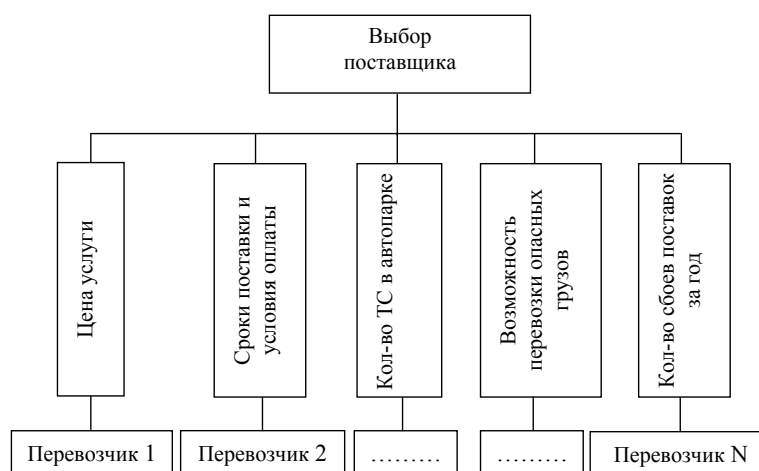 Выбор
поставщика
Цена услуги
Сроки поставки и
условия оплаты
Кол-во ТС в автопарке
Возможность
перевозки опасных
грузов
Кол-во сбоев поставок
за год
Перевозчик 1
Перевозчик 2
………
………
Перевозчик N